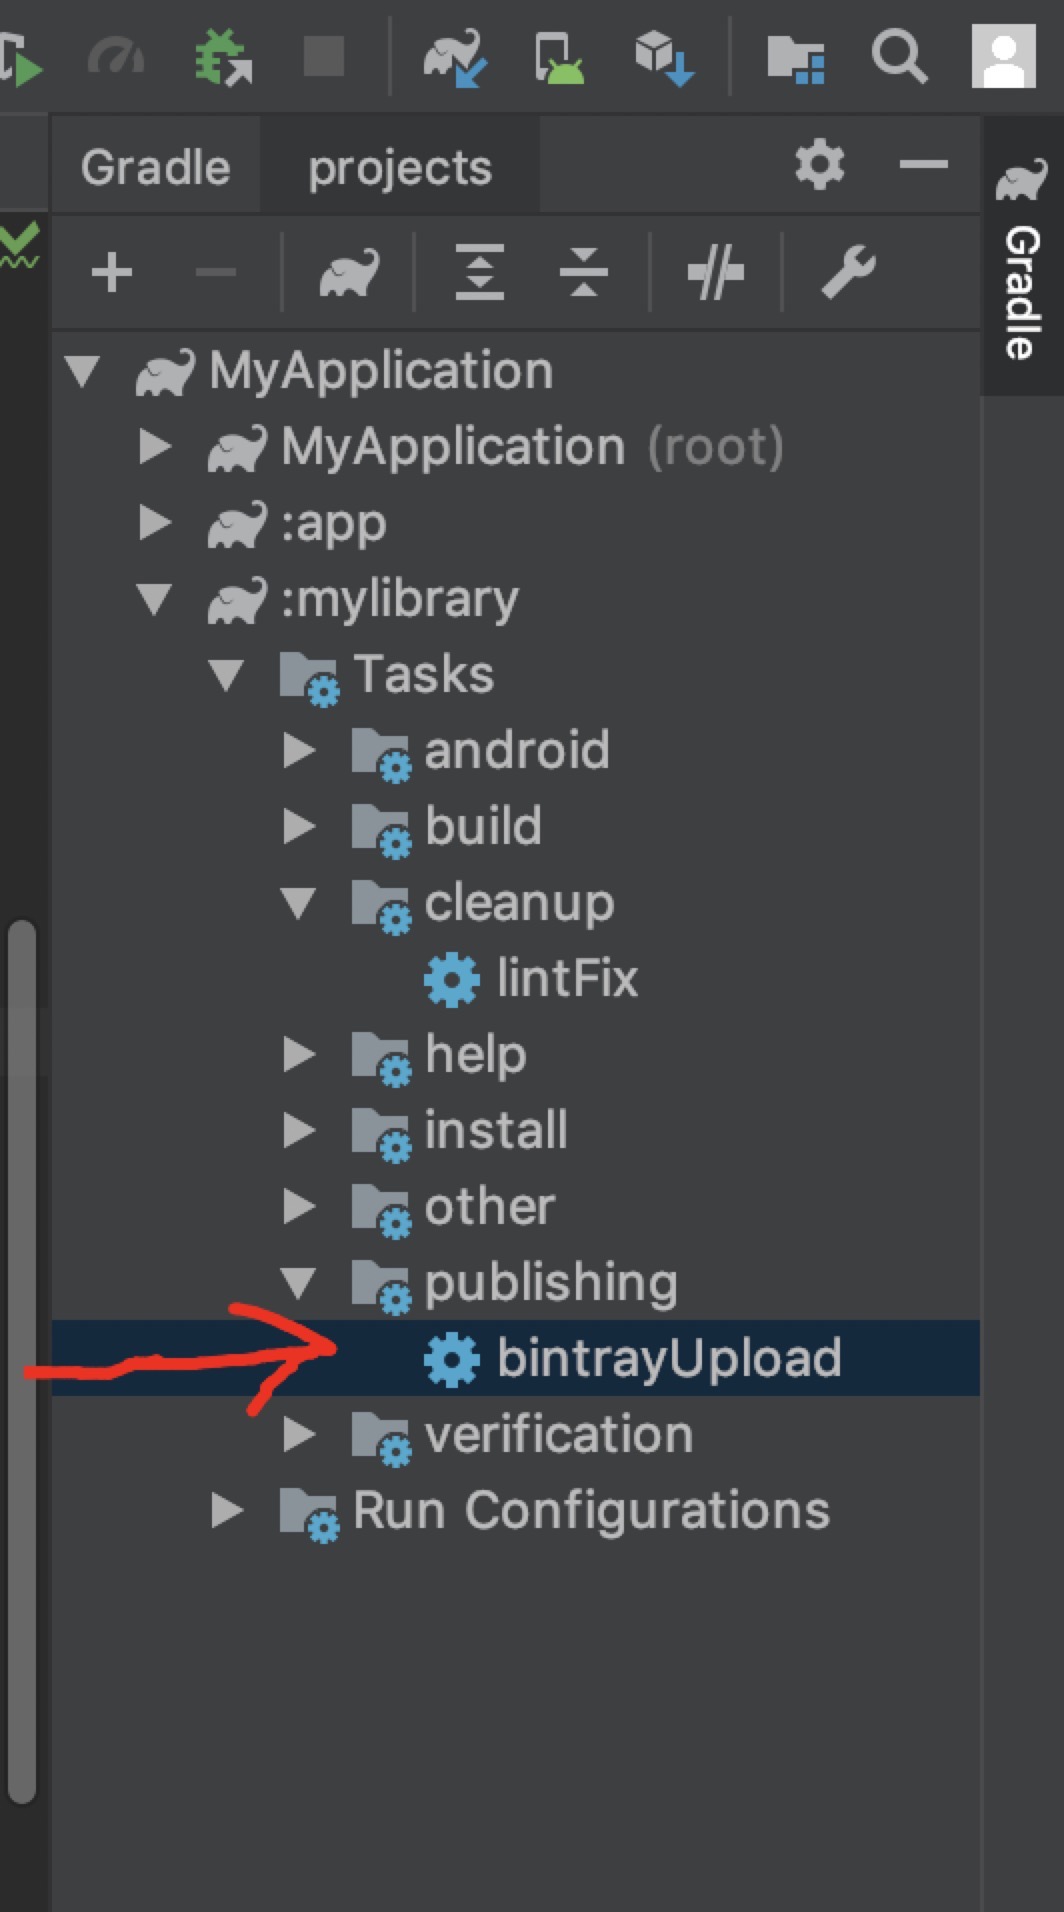 Gradle projects
Gradle
MyApplication
MyApplication (root)
:app
:mylibrary
Tasks
android
build
cleanup
lintFix
help
install
other
publishing
bintrayUpload
verification
Run Configurations